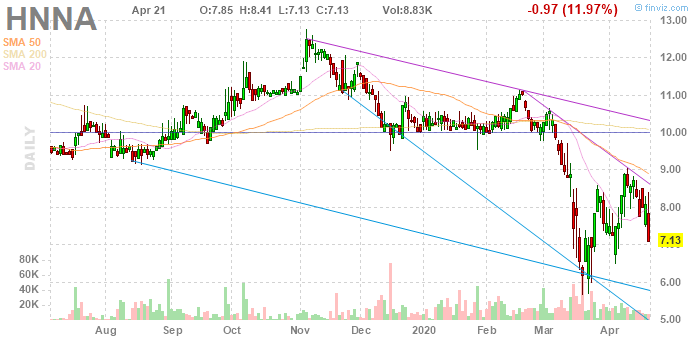 © finviz.com
HNNA
Apr 21 O:7.85 H:8.41 L:7.13 C:7.13 Vol:8.83K -0.97 (11.97%)
SMA 50
SMA 200
SMA 20
DAILY
13.00
12.00
11.00
10.00
9.00
8.00
7.13
6.00
5.00
80K
60K
40K
20K
Aug Sep Oct Nov Dec 2020 Feb Mar Apr